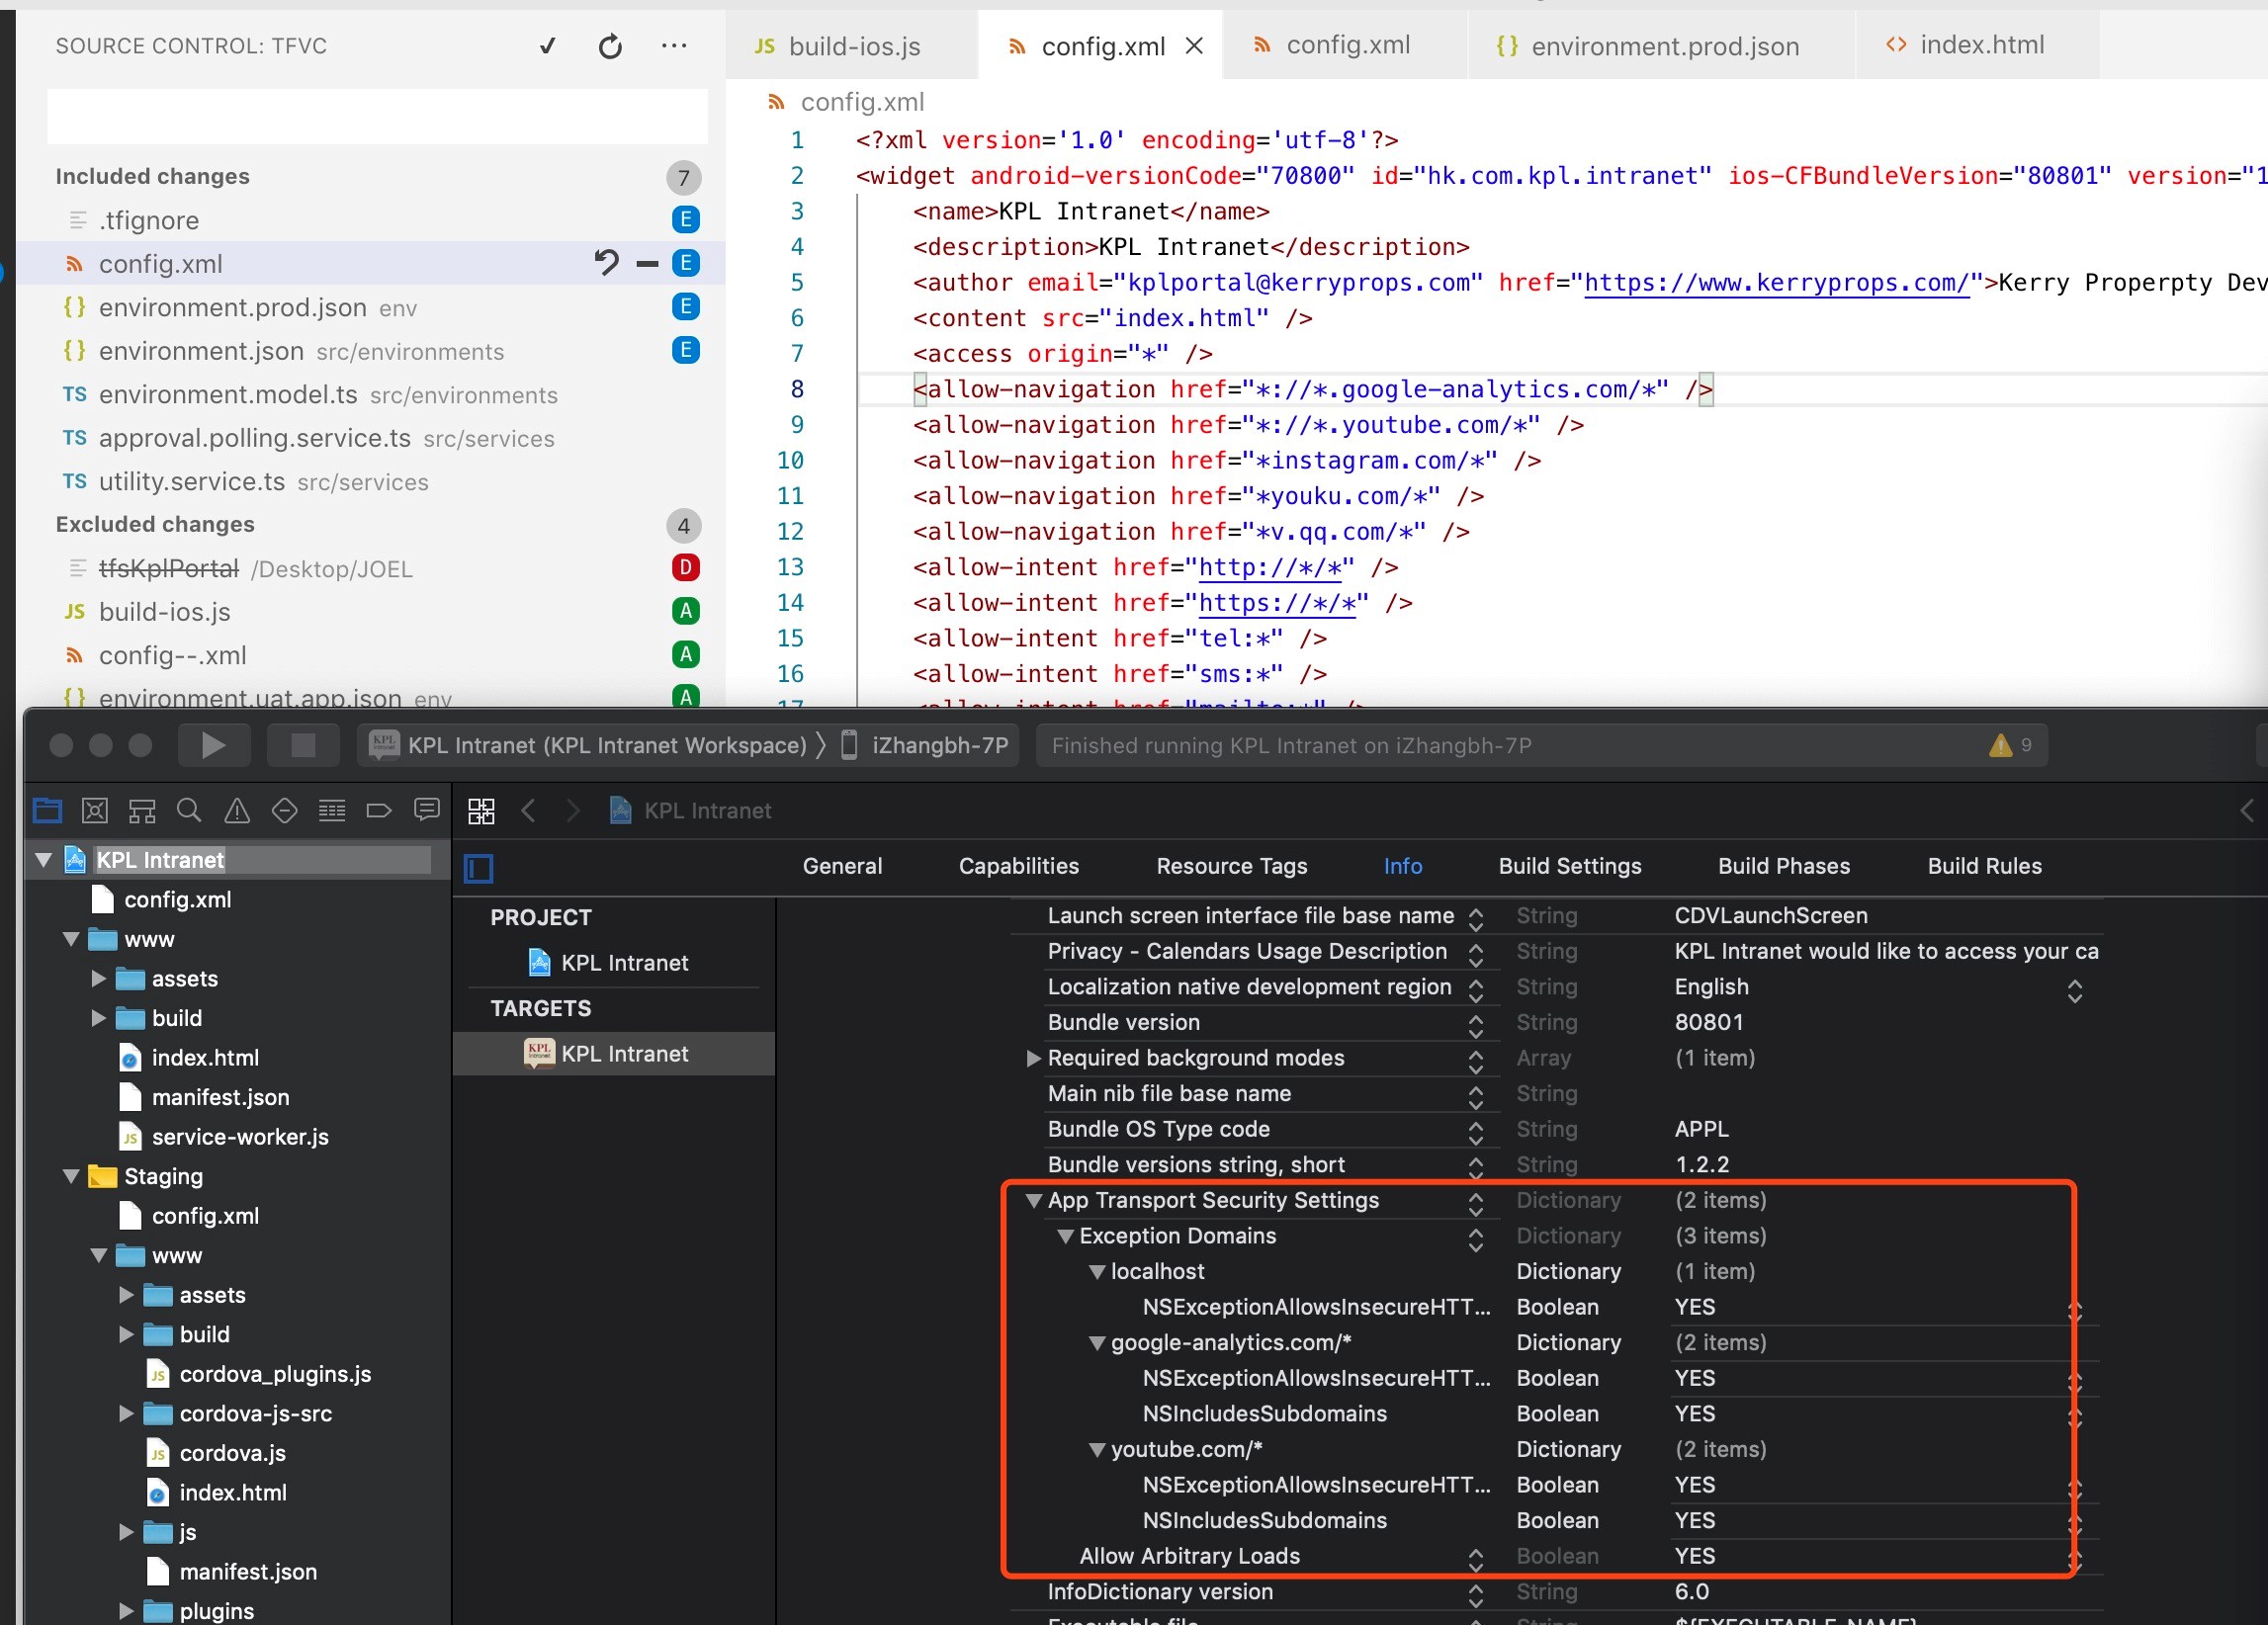 SOURCE CONTROL: TFVC
Included changes 7
.tfignore E
config.xml E
environment.prod.json env E
environment.json src/environments E
TS environment.model.ts src/environments
TS approval.polling.service.ts src/services
TS utility.service.ts src/services
Excluded changes 4
tfsKplPortal /Desktop/JOEL D
JS build-ios.js A
config--.xml A
environment.uat.app.json env A
JS build-ios.js config.xml config.xml {} environment.prod.json <> index.html
config.xml
1 <?xml version='1.0' encoding='utf-8'?>
2 <widget android-versionCode="70800" id="hk.com.kpl.intranet" ios-CFBundleVersion="80801" version="1
3 <name>KPL Intranet</name>
4 <description>KPL Intranet</description>
5 <author email="kplportal@kerryprops.com" href="https://www.kerryprops.com/">Kerry Properpty Dev
6 <content src="index.html" />
7 <access origin="*" />
8 <allow-navigation href="*://*.google-analytics.com/*" />
9 <allow-navigation href="*://*.youtube.com/*" />
10 <allow-navigation href="*instagram.com/*" />
11 <allow-navigation href="*youku.com/*" />
12 <allow-navigation href="*v.qq.com/*" />
13 <allow-intent href="http://*/*" />
14 <allow-intent href="https://*/*" />
15 <allow-intent href="tel:*" />
16 <allow-intent href="sms:*" />
17 <allow-intent href="mailto:*" />
KPL Intranet (KPL Intranet Workspace) 〉 iZhangbh-7P
Finished running KPL Intranet on iZhangbh-7P 9
KPL Intranet
KPL Intranet
config.xml
www
assets
build
index.html
manifest.json
service-worker.js
Staging
config.xml
www
assets
build
cordova_plugins.js
cordova-js-src
cordova.js
index.html
js
manifest.json
plugins
General Capabilities Resource Tags Info Build Settings Build Phases Build Rules
PROJECT
KPL Intranet
TARGETS
KPL Intranet
Launch screen interface file base name String CDVLaunchScreen
Privacy - Calendars Usage Description String KPL Intranet would like to access your ca
Localization native development region String English
Bundle version String 80801
Required background modes Array (1 item)
Main nib file base name String
Bundle OS Type code String APPL
Bundle versions string, short String 1.2.2
App Transport Security Settings Dictionary (2 items)
Exception Domains Dictionary (3 items)
localhost Dictionary (1 item)
NSExceptionAllowsInsecureHTT... Boolean YES
google-analytics.com/* Dictionary (2 items)
NSExceptionAllowsInsecureHTT... Boolean YES
NSIncludesSubdomains Boolean YES
youtube.com/* Dictionary (2 items)
NSExceptionAllowsInsecureHTT... Boolean YES
NSIncludesSubdomains Boolean YES
Allow Arbitrary Loads Boolean YES
InfoDictionary version String 6.0
Executable file String ${EXECUTABLE_NAME}